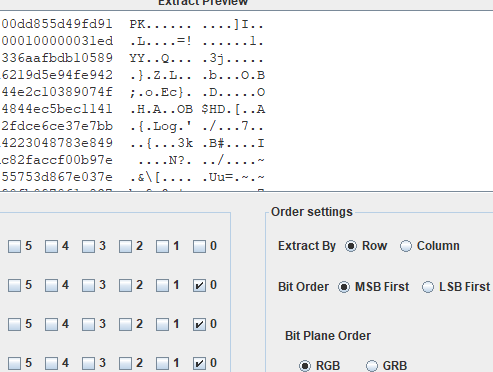 Extract Preview
00dd855d49fd91 PK...... ....]I..
000100000031ed .L....=! ......1.
336aafbdb10589 YY..Q... .3j.....
6219d5e94fe942 .}.Z.L.. .b...O.B
44e2c10389074f ;.o.Ec}. .D.....O
4844ec5bec1141 .H.A..OB $HD.[..A
2fdce6ce37e7bb .{.Log.' ./...7..
4223048783e849 ..{...3k .B#....I
c82faccf00b97e ....N?. ../....~
55753d867e037e .&\[.... .Uu=.~.~
Order settings
5 4 3 2 1 0
Extract By Row Column
5 4 3 2 1 0
Bit Order MSB First LSB First
5 4 3 2 1 0
Bit Plane Order
5 4 3 2 1 0
RGB GRB